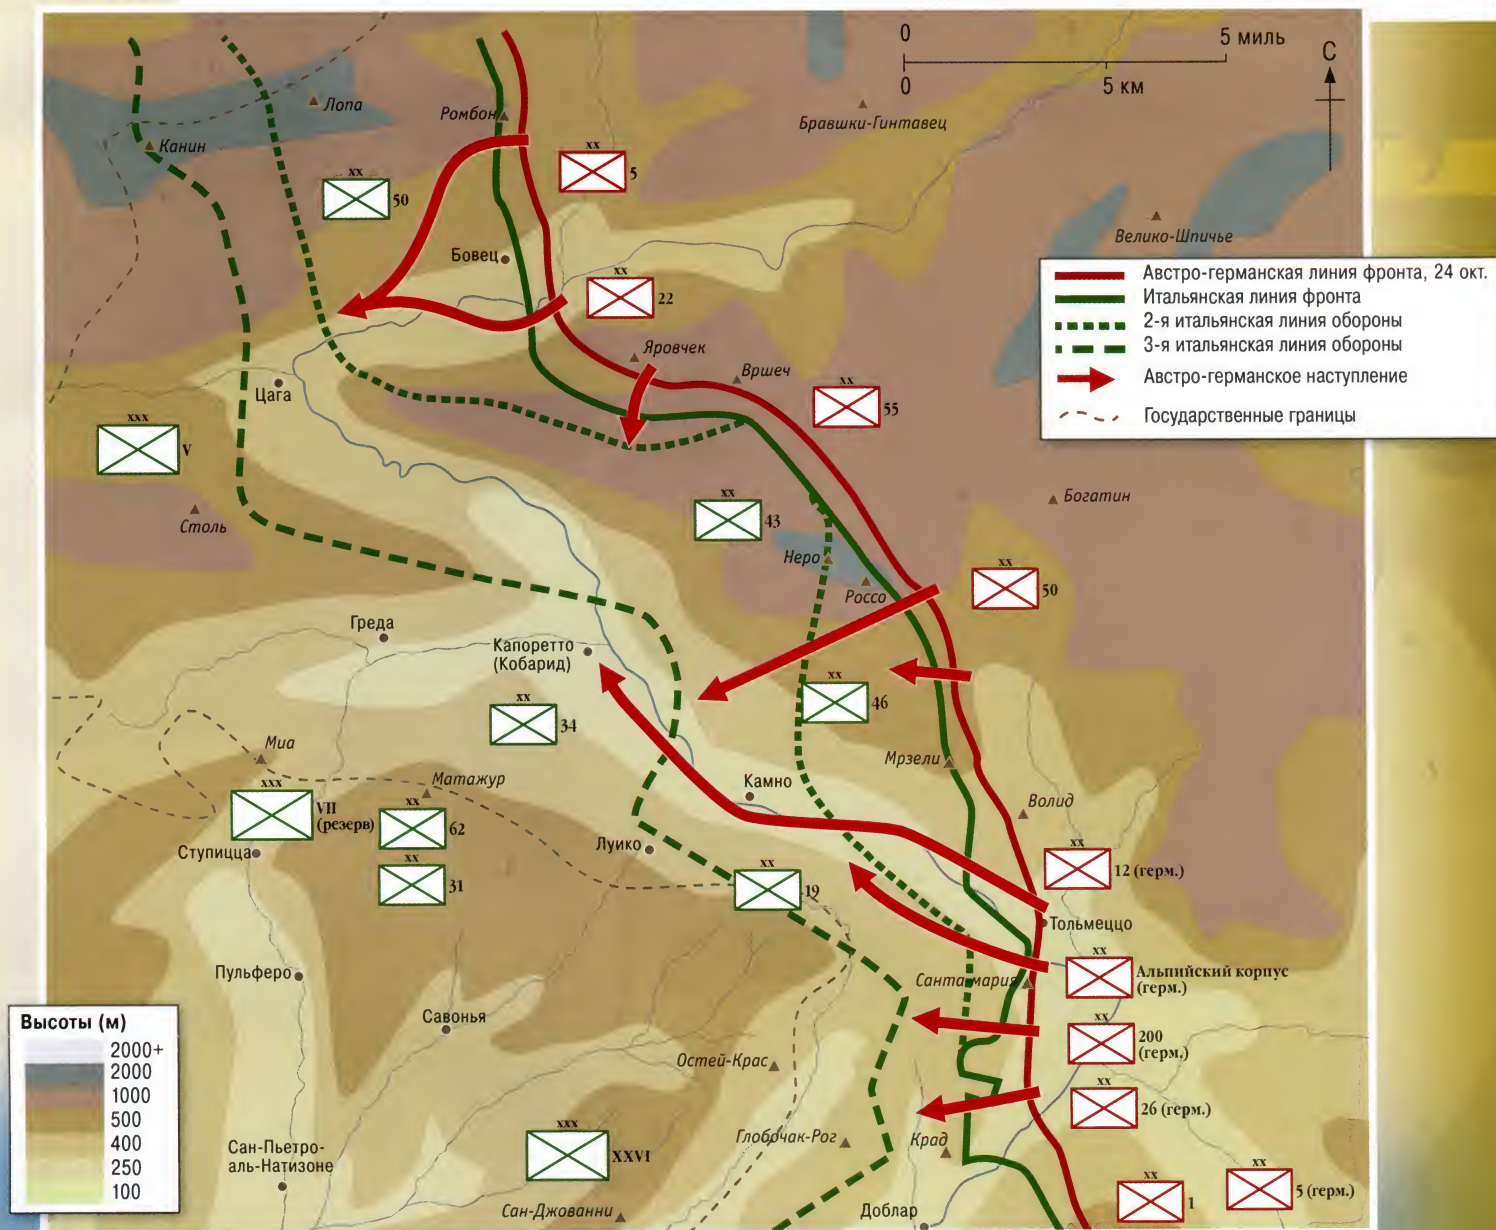 0
5 миль
С
0
5 км
Лопа
Ромбон
Бравшки-Гинтавец
Канин
xx
5
xx
50
Велико-Шпичье
Бовец
xx
22
Австро-германская линия фронта, 24 окт.
Итальянская линия фронта
2-я итальянская линия обороны
3-я итальянская линия обороны
Австро-германское наступление
Государственные границы
Яровчек
Вршеч
Цага
xx
55
xxx
V
Столь
xx
43
Богатин
Неро
Россо
xx
50
Греда
Капоретто
(Кобарид)
xx
46
xx
34
Миа
Матажур
Мрзели
Камно
Волид
xxx
VII
(резерв)
xx
62
Ступицца
Луико
xx
31
xx
19
xx
12 (герм.)
Тольмеццо
Пульферо
Санта-мария
xx
Альпийский корпус
(герм.)
Савонья
xx
200
(герм.)
Остей-Крас
xx
26 (герм.)
Высоты (м)
2000+
2000
1000
500
400
250
100
Сан-Пьетро-
аль-Натизоне
xxx
XXVI
Глобочак-Рог
Крад
Сан-Джованни
Доблар
xx
1
xx
5 (герм.)